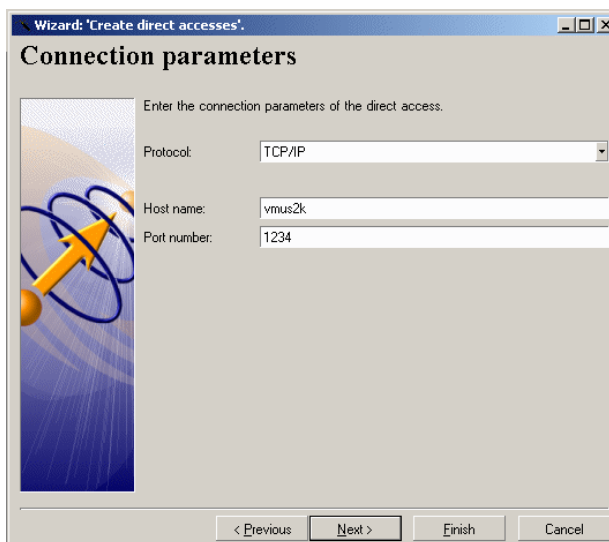 Wizard: 'Create direct accesses'.
Connection parameters
Enter the connection parameters of the direct access.
Protocol: TCP/IP
Host name: vmus2k
Port number: 1234
< Previous Next > Finish Cancel